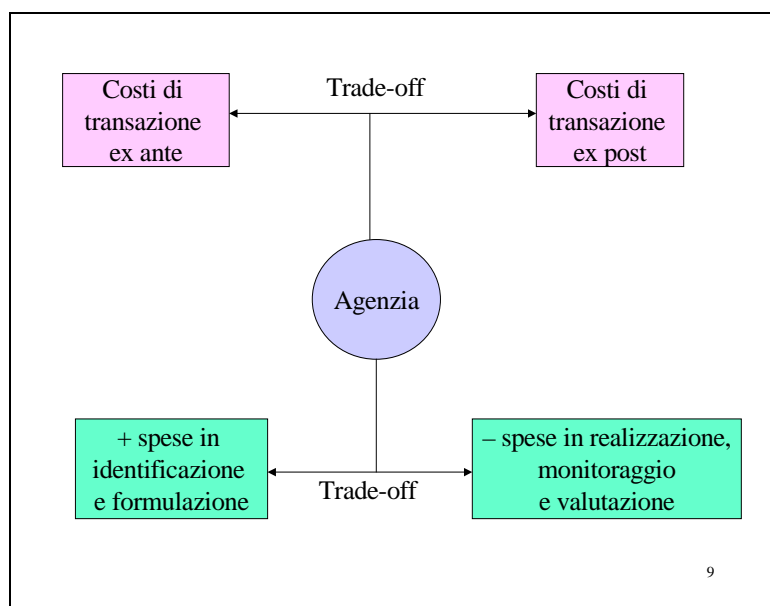 Costi di
transazione
ex ante
Trade-off
Costi di
transazione
ex post
Agenzia
+ spese in
identificazione
e formulazione
Trade-off
– spese in realizzazione,
monitoraggio
e valutazione
9